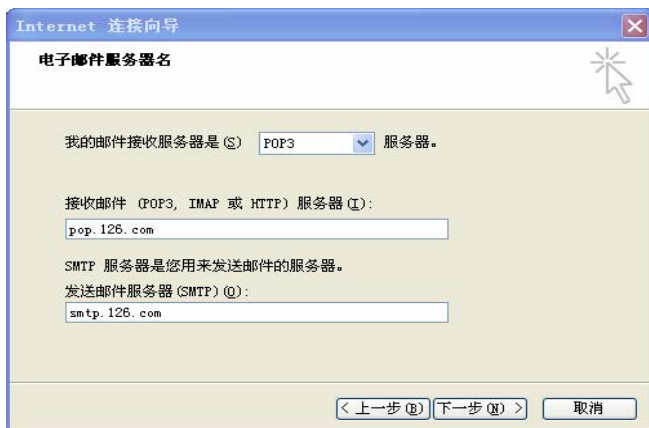 Internet 连接向导
电子邮件服务器名
我的邮件接收服务器是(S) POP3 服务器。
接收邮件 (POP3, IMAP 或 HTTP) 服务器(I):
pop.126.com
SMTP 服务器是您用来发送邮件的服务器。
发送邮件服务器(SMTP)(O):
smtp.126.com
< 上一步(B) 下一步(N) > 取消